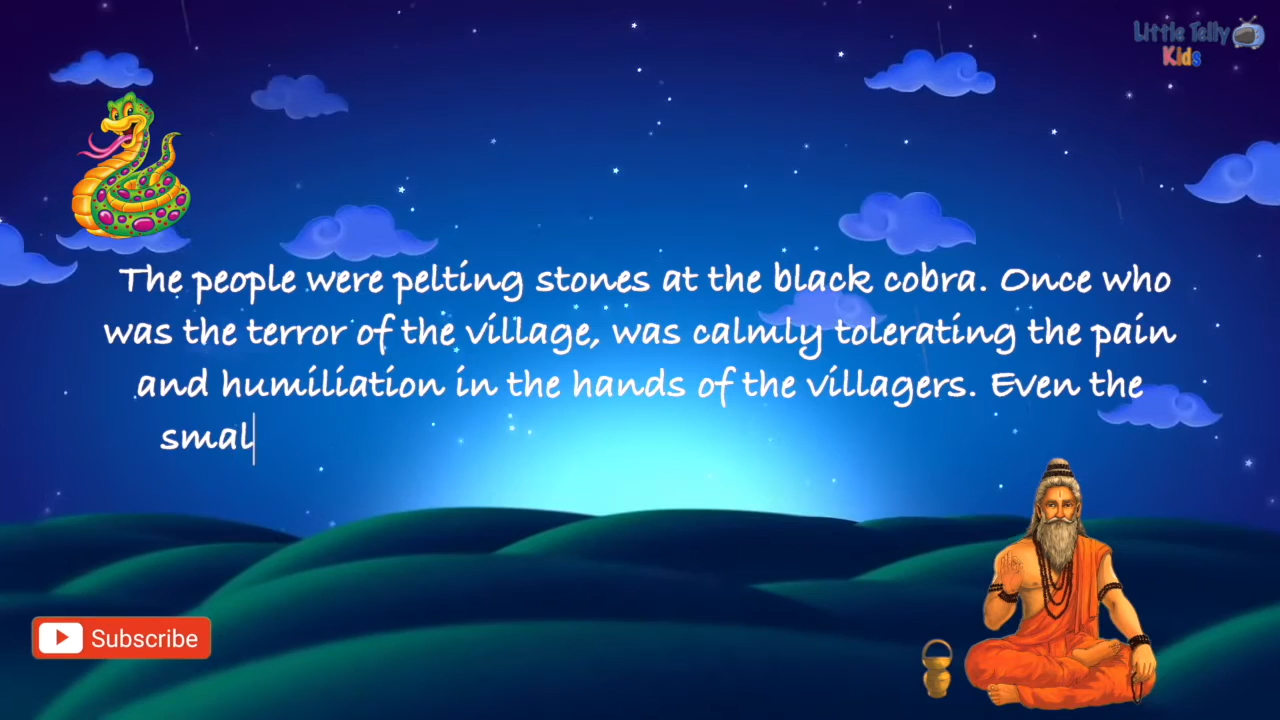 Little Telly
Kids
The people were pelting stones at the black cobra. Once who
was the terror of the village, was calmly tolerating the pain
and humiliation in the hands of the villagers. Even the
smal
Subscribe